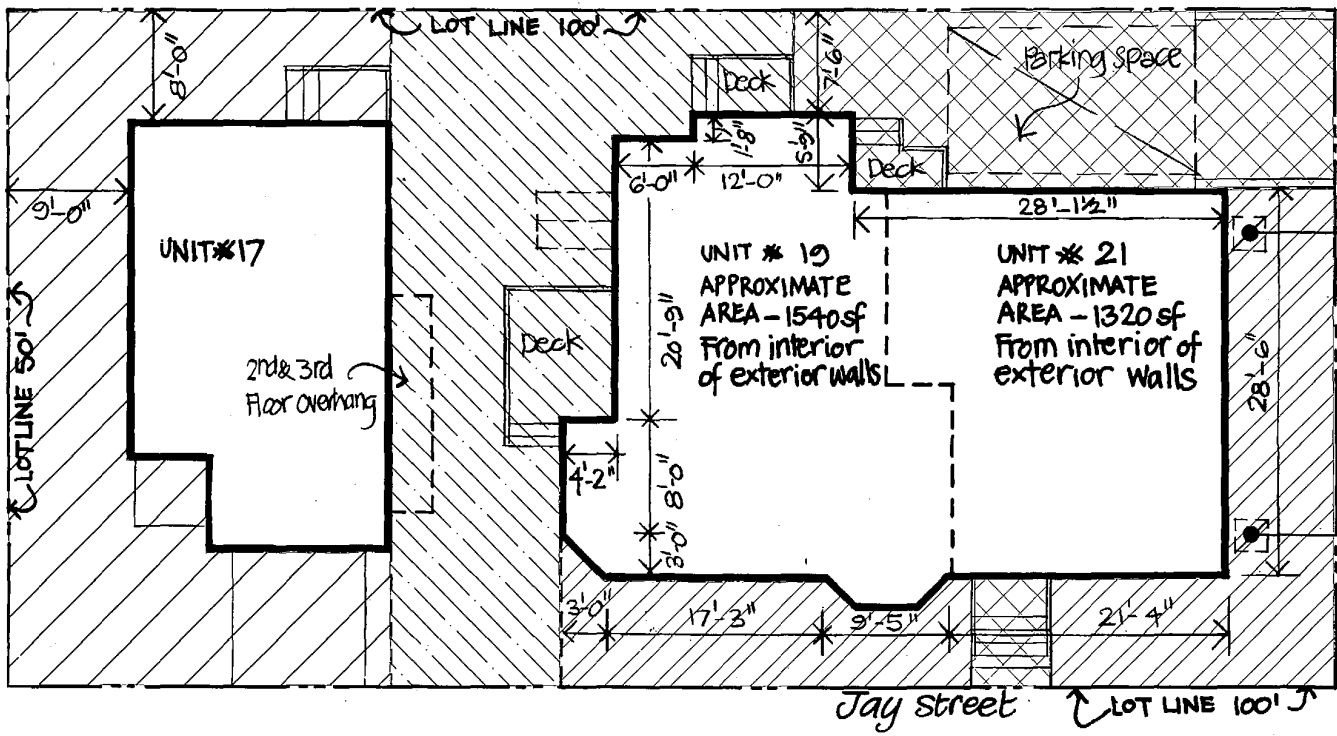 LOT LINE 100'
8'-0"
Deck
7'-6"
Parking Space
1'-8"
5'-9"
Deck
6'-0"
12'-0"
9'-0"
28'-1½"
UNIT # 17
UNIT # 19
APPROXIMATE
AREA - 1540 sf
From interior
of exterior walls
UNIT # 21
APPROXIMATE
AREA - 1320 sf
From interior of
exterior walls
LOT LINE 50'
Deck
20'-9"
28'-6"
2nd & 3rd
Floor Overhang
4'-2"
8'-0"
3'-0"
3'-0"
17'-3"
9'-5"
21'-4"
Jay Street
LOT LINE 100'